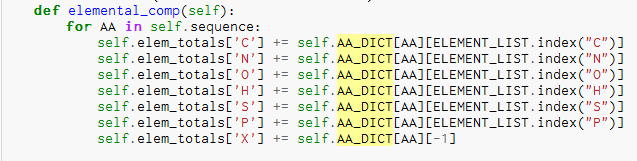 def elemental_comp(self):
for AA in self.sequence:
self.elem_totals['C'] += self.AA_DICT[AA][ELEMENT_LIST.index("C")]
self.elem_totals['N'] += self.AA_DICT[AA][ELEMENT_LIST.index("N")]
self.elem_totals['O'] += self.AA_DICT[AA][ELEMENT_LIST.index("O")]
self.elem_totals['H'] += self.AA_DICT[AA][ELEMENT_LIST.index("H")]
self.elem_totals['S'] += self.AA_DICT[AA][ELEMENT_LIST.index("S")]
self.elem_totals['P'] += self.AA_DICT[AA][ELEMENT_LIST.index("P")]
self.elem_totals['X'] += self.AA_DICT[AA][-1]